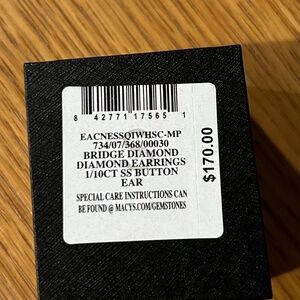 8 42771 17565 1
EACNESSQIWHSC-MP
734/07/368/00030
BRIDGE DIAMOND
DIAMOND EARRINGS
1/10CT SS BUTTON
EAR
SPECIAL CARE INSTRUCTIONS CAN
BE FOUND @ MACYS.COM/GEMSTONES
$170.00